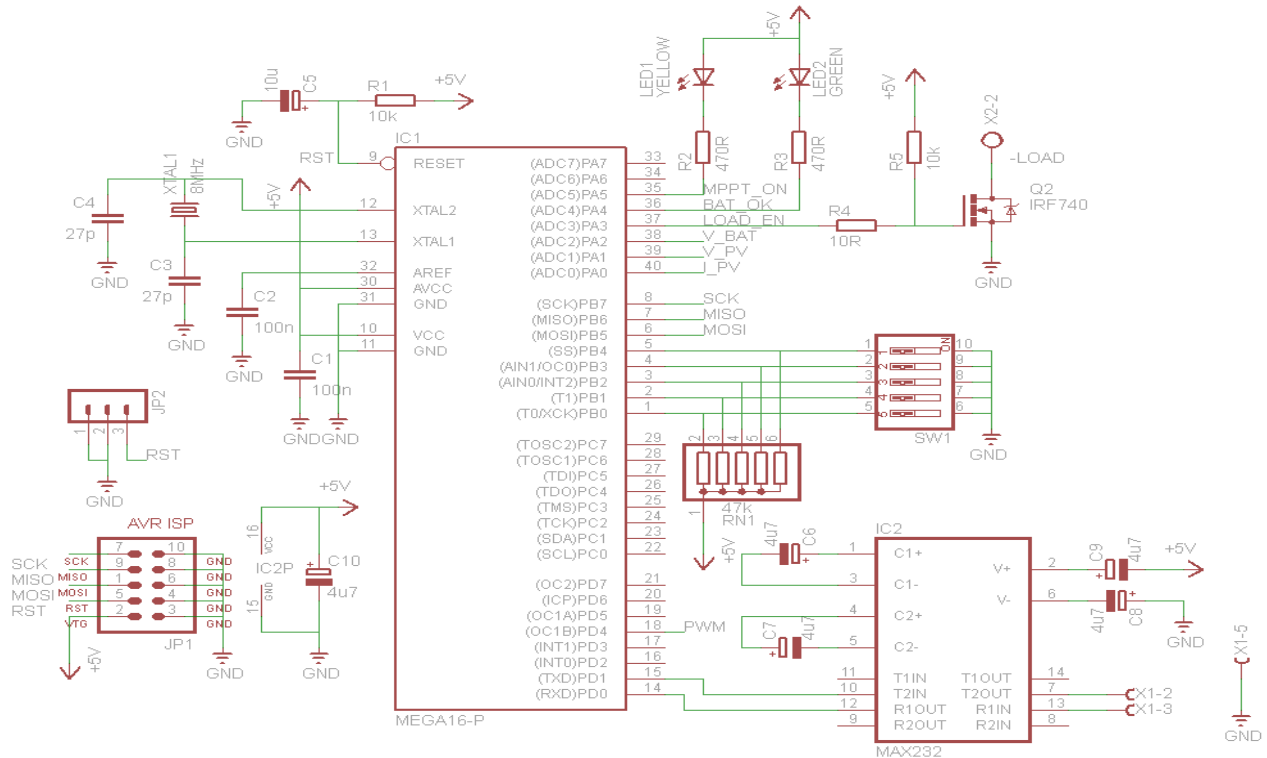 10u
C5
+5V
R1
10k
GND
RST
IC1
9
RESET
XTAL1
8MHz
+5V
C4
27p
GND
12
XTAL2
13
XTAL1
C3
27p
GND
32
AREF
30
AVCC
31
GND
C2
100n
GND
10
VCC
11
GND
C1
100n
GND
GND
(ADC7)PA7 33
(ADC6)PA6 34
(ADC5)PA5 35 MPPT_ON
(ADC4)PA4 36 BAT_OK
(ADC3)PA3 37 LOAD_EN
(ADC2)PA2 38 V_BAT
(ADC1)PA1 39 V_PV
(ADC0)PA0 40 I_PV
(SCK)PB7 8 SCK
(MISO)PB6 7 MISO
(MOSI)PB5 6 MOSI
(SS)PB4 5
(AIN1/OC0)PB3 4
(AIN0/INT2)PB2 3
(T1)PB1 2
(T0/XCK)PB0 1
(TOSC2)PC7 29
(TOSC1)PC6 28
(TDI)PC5 27
(TDO)PC4 26
(TMS)PC3 25
(TCK)PC2 24
(SDA)PC1 23
(SCL)PC0 22
(OC2)PD7 21
(ICP)PD6 20
(OC1A)PD5 19
(OC1B)PD4 18 PWM
(INT1)PD3 17
(INT0)PD2 16
(TXD)PD1 15
(RXD)PD0 14
MEGA16-P
+5V
LED1
YELLOW
LED2
GREEN
R2
470R
R3
470R
+5V
R5
10k
R4
10R
X2-2
-LOAD
Q2
IRF740
GND
1 1 ON 10
2 2 9
3 3 8
4 4 7
5 5 6
SW1
GND
2 3 4 5 6
1
47k
RN1
+5V
JP2
1 2 3
RST
GND
AVR ISP
SCK 7 10
SCK GND
MISO 9 8
MISO GND
MOSI 1 6
MOSI GND
RST 5 4
RST GND
2 3
VTG GND
JP1
+5V
GND
+5V
16
VCC
IC2P
GND
15
C10
4u7
GND
IC2
4u7
C6
1 C1+
3 C1-
4 C2+
5 C2-
C7
4u7
11 T1IN
10 T2IN
12 R1OUT
9 R2OUT
V+ 2
V- 6
T1OUT 14
T2OUT 7
R1IN 13
R2IN 8
MAX232
C9
4u7
+5V
4u7
C8
GND
X1-2
X1-3
X1-5
GND